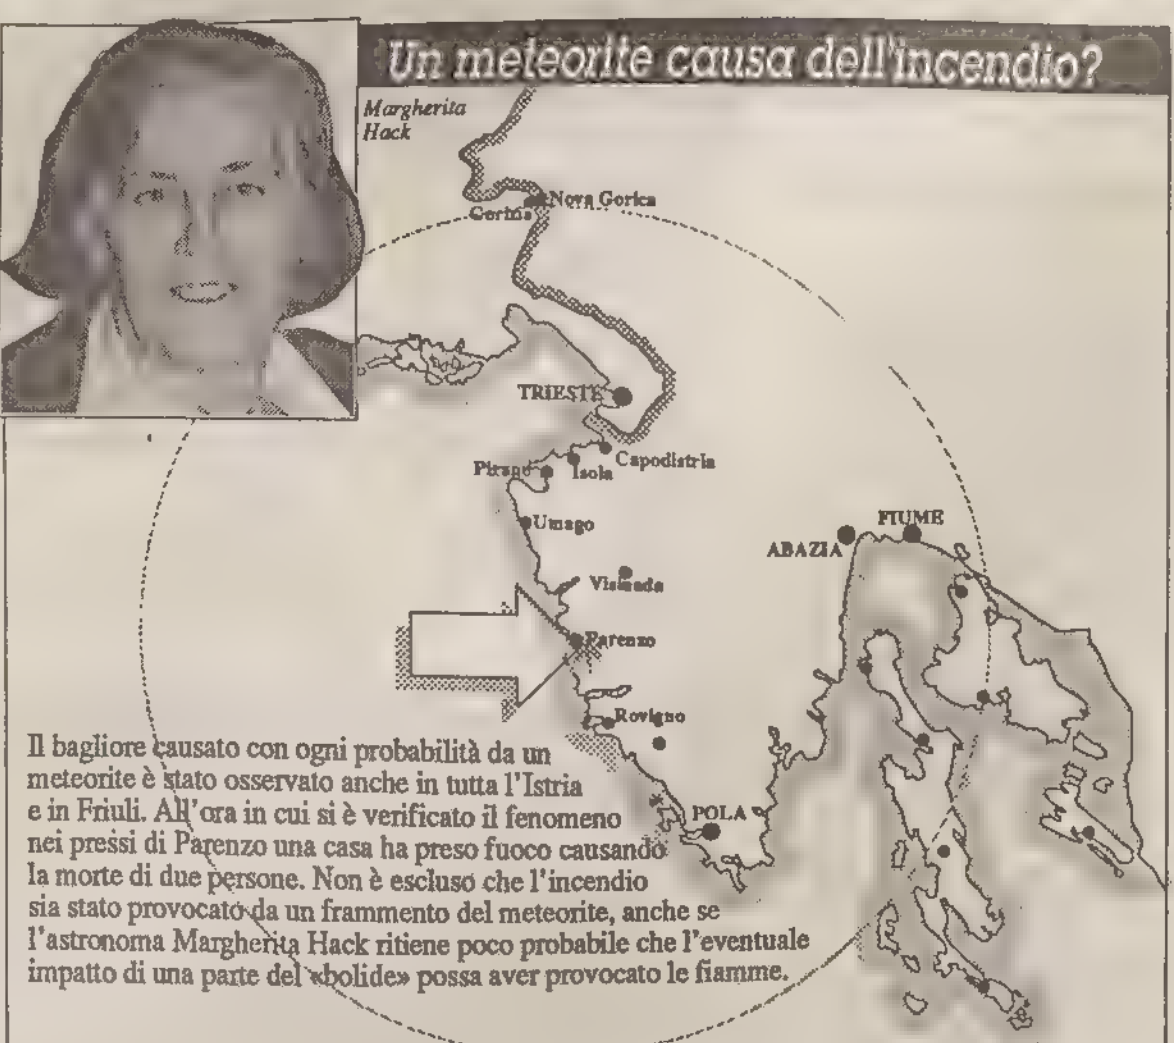 Un meteorite causa dell'incendio?
Margherita
Hack
Nova Gorica
Gorizia
TRIESTE
Capodistria
Isola
Pirano
Umago
FIUME
ABAZIA
Visinada
Parenzo
Rovigno
POLA
Il bagliore causato con ogni probabilità da un
meteorite è stato osservato anche in tutta l'Istria
e in Friuli. All'ora in cui si è verificato il fenomeno
nei pressi di Parenzo una casa ha preso fuoco causando
la morte di due persone. Non è escluso che l'incendio
sia stato provocato da un frammento del meteorite, anche se
l'astronoma Margherita Hack ritiene poco probabile che l'eventuale
impatto di una parte del «bolide» possa aver provocato le fiamme.